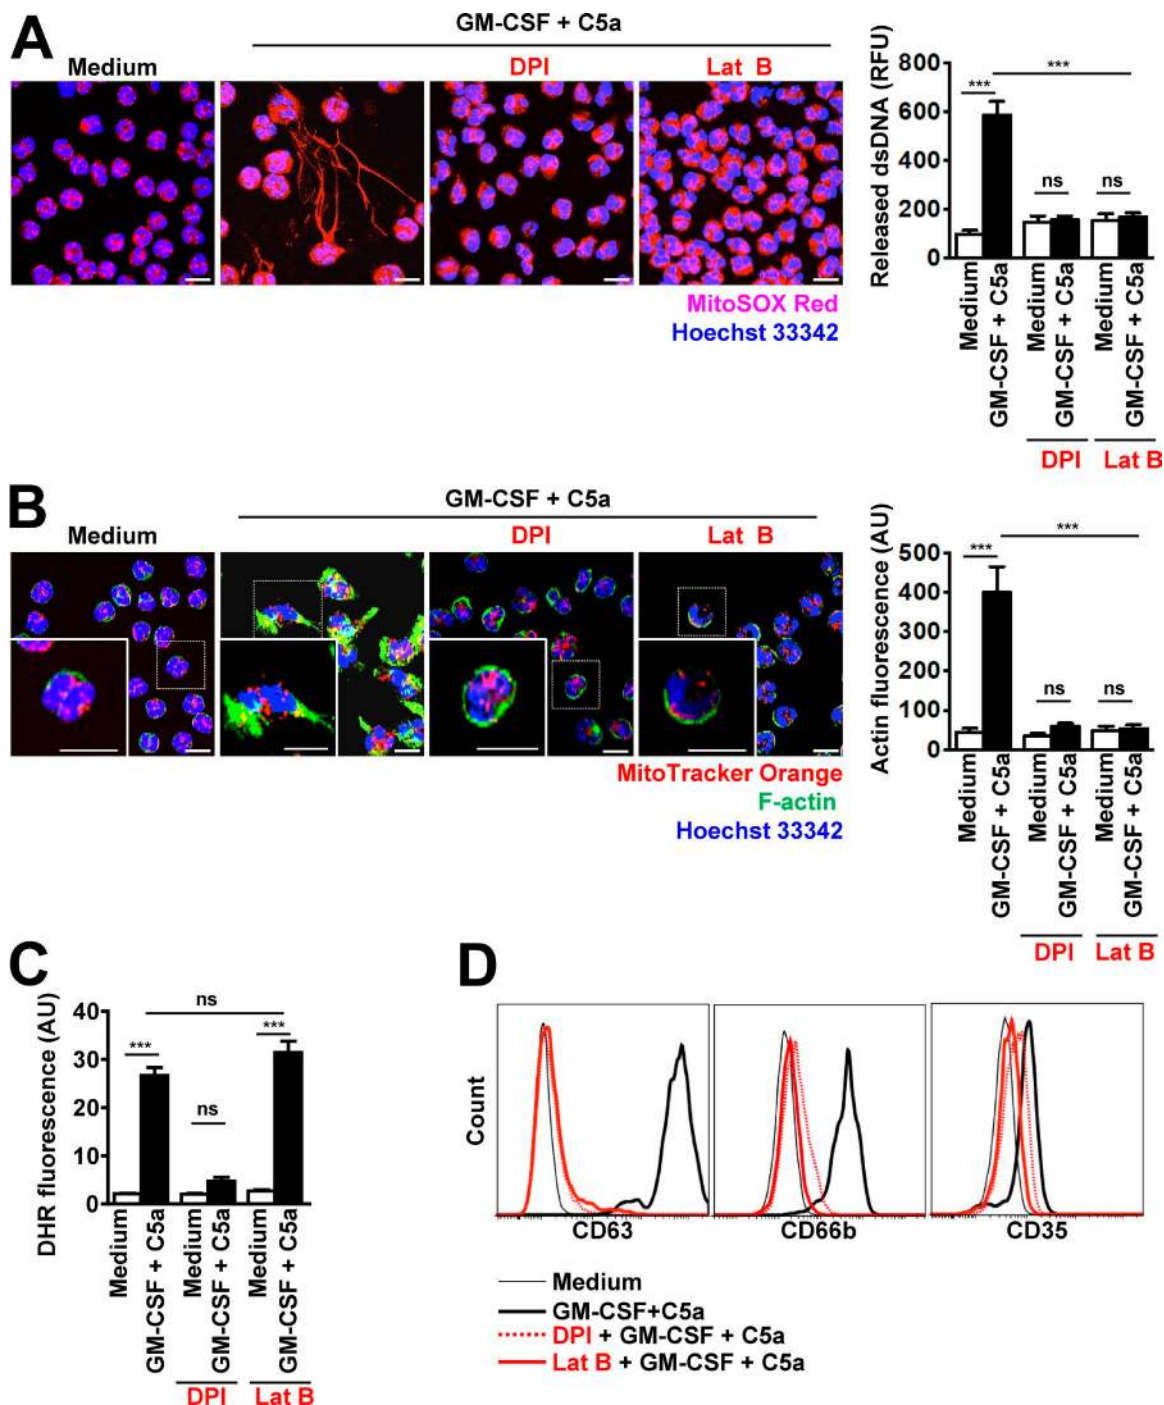 A
GM-CSF + C5a
Medium
DPI
Lat B
MitoSOX Red
Hoechst 33342
Released dsDNA (RFU)
800
600
400
200
0
***
***
ns
ns
Medium
GM-CSF + C5a
Medium
GM-CSF + C5a
Medium
GM-CSF + C5a
DPI
Lat B
B
GM-CSF + C5a
Medium
DPI
Lat B
MitoTracker Orange
F-actin
Hoechst 33342
Actin fluorescence (AU)
500
400
300
200
100
0
***
***
ns
ns
Medium
GM-CSF + C5a
Medium
GM-CSF + C5a
Medium
GM-CSF + C5a
DPI
Lat B
C
DHR fluorescence (AU)
40
30
20
10
0
ns
***
ns
***
Medium
GM-CSF + C5a
Medium
GM-CSF + C5a
Medium
GM-CSF + C5a
DPI
Lat B
D
Count
CD63
CD66b
CD35
Medium
GM-CSF+C5a
DPI + GM-CSF + C5a
Lat B + GM-CSF + C5a